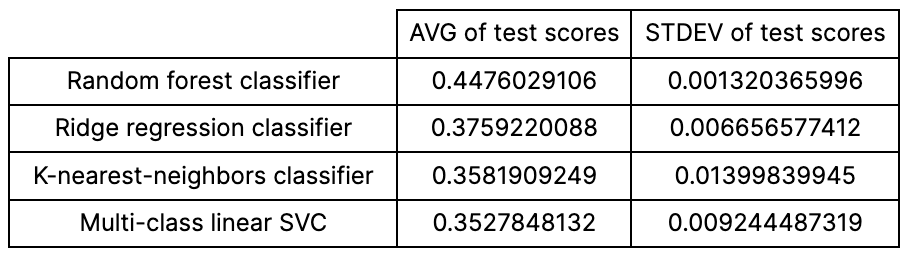 AVG of test scores STDEV of test scores
Random forest classifier 0.4476029106 0.001320365996
Ridge regression classifier 0.3759220088 0.006656577412
K-nearest-neighbors classifier 0.3581909249 0.01399839945
Multi-class linear SVC 0.3527848132 0.009244487319